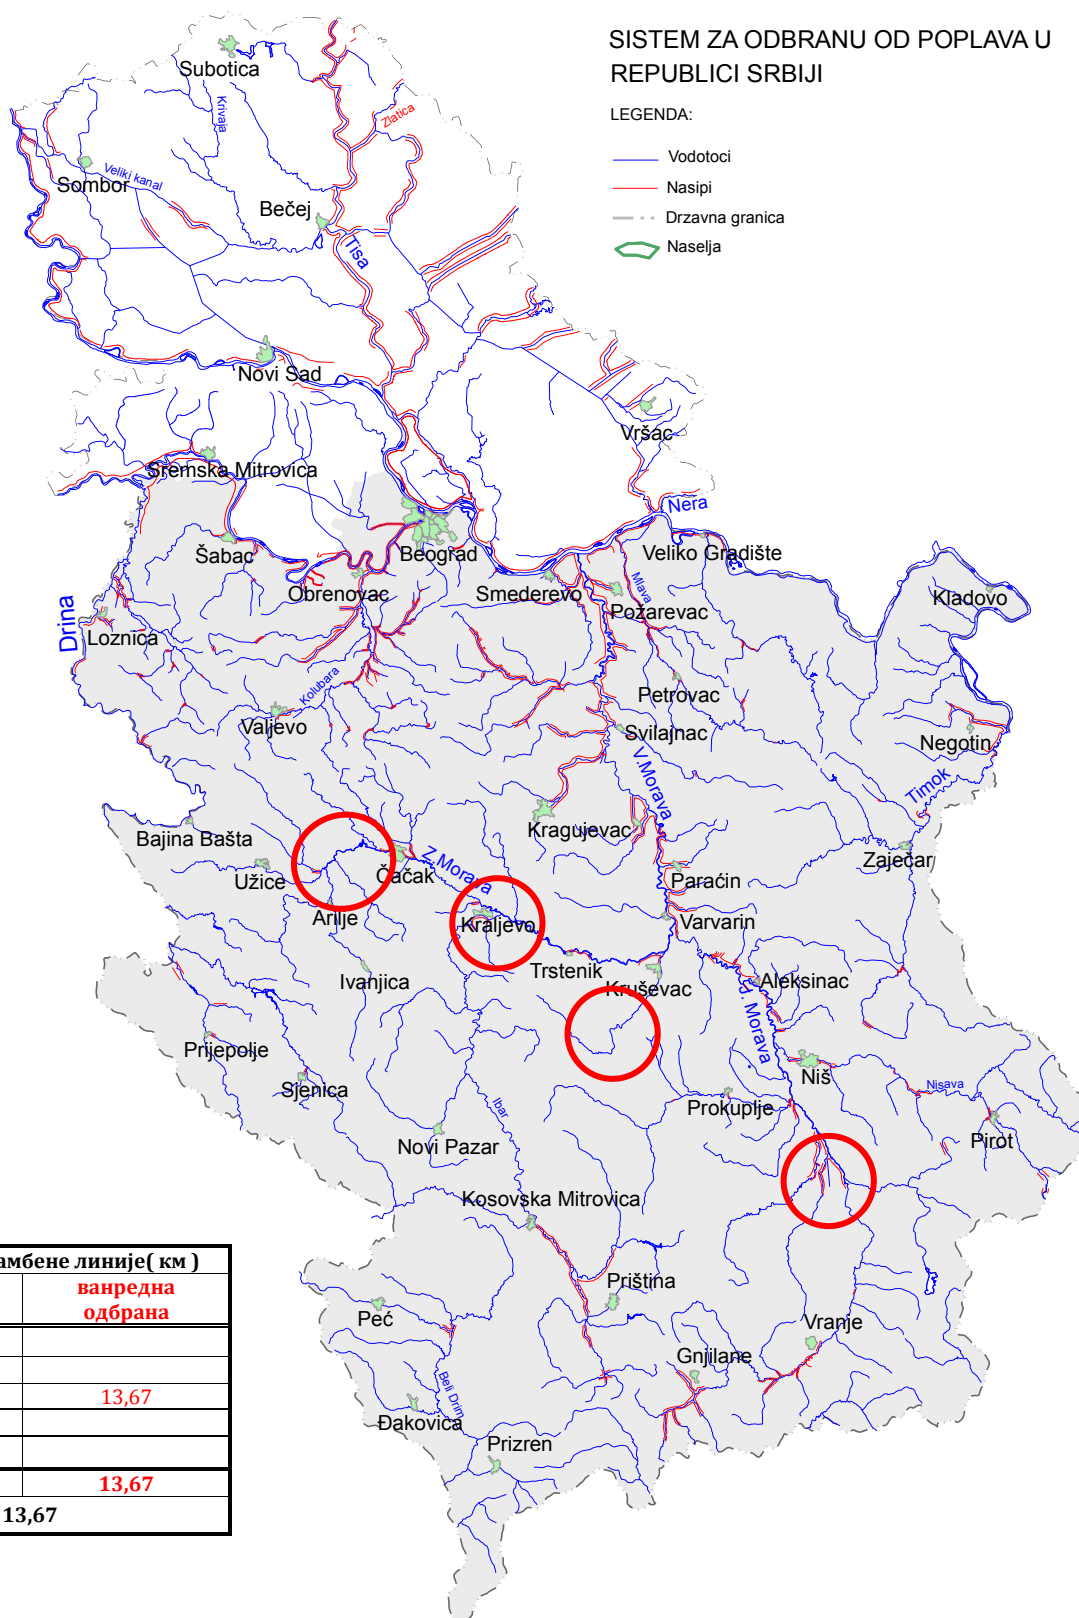 SISTEM ZA ODBRANU OD POPLAVA U
REPUBLICI SRBIJI
LEGENDA:
Vodotoci
Nasipi
Drzavna granica
Naselja
Subotica
Krivaja
Zlatica
Sombor
Veliki kanal
Bečej
Tisa
Novi Sad
Vršac
Sremska Mitrovica
Nera
Šabac
Beograd
Veliko Gradište
Obrenovac
Smederevo
Mlava
Požarevac
Kladovo
Drina
Loznica
Kolubara
Petrovac
Valjevo
Svilajnac
Negotin
V.Morava
Timok
Bajina Bašta
Kragujevac
Zaječar
Užice
Čačak
Z.Morava
Paraćin
Arilje
Kraljevo
Varvarin
Ivanjica
Trstenik
Kruševac
Aleksinac
J. Morava
Prijepolje
Niš
Sjenica
Nisava
Ibar
Prokuplje
Pirot
Novi Pazar
Kosovska Mitrovica
Priština
Peć
Vranje
Gnjilane
Beli Drim
Đakovica
Prizren
амбене линије( км )
ванредна
одбрана
13,67
13,67
13,67